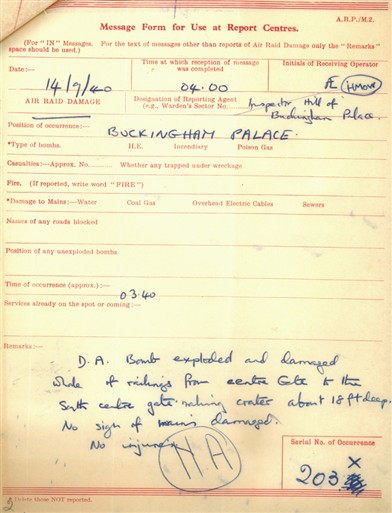 A.R.P./M.2.
Message Form for Use at Report Centres.
(For "IN" Messages. For the text of messages other than reports of Air Raid Damage only the "Remarks"
space should be used.)
Date:— Time at which reception of message was completed Initials of Receiving Operator
14/9/40 04.00 HMOW
AIR RAID DAMAGE Designation of Reporting Agent (e.g., Warden's Sector No. Inspector Hill of Buckingham Palace.
Position of occurrence:— BUCKINGHAM PALACE.
*Type of bombs:— H.E. Incendiary Poison Gas
Casualties:—Approx. No. Whether any trapped under wreckage
Fire. (If reported, write word "FIRE")
*Damage to Mains:—Water Coal Gas Overhead Electric Cables Sewers
Names of any roads blocked
Position of any unexploded bombs
Time of occurrence (approx.):— 03.40
Services already on the spot or coming:—
Remarks:—
D.A. Bomb exploded and damaged
whole of railings from centre Gate to the
South centre gate making crater about 18 ft deep.
No sign of mains damaged.
No injuries
N.A
Serial No. of Occurrence
203 x
2
*Delete those NOT reported.